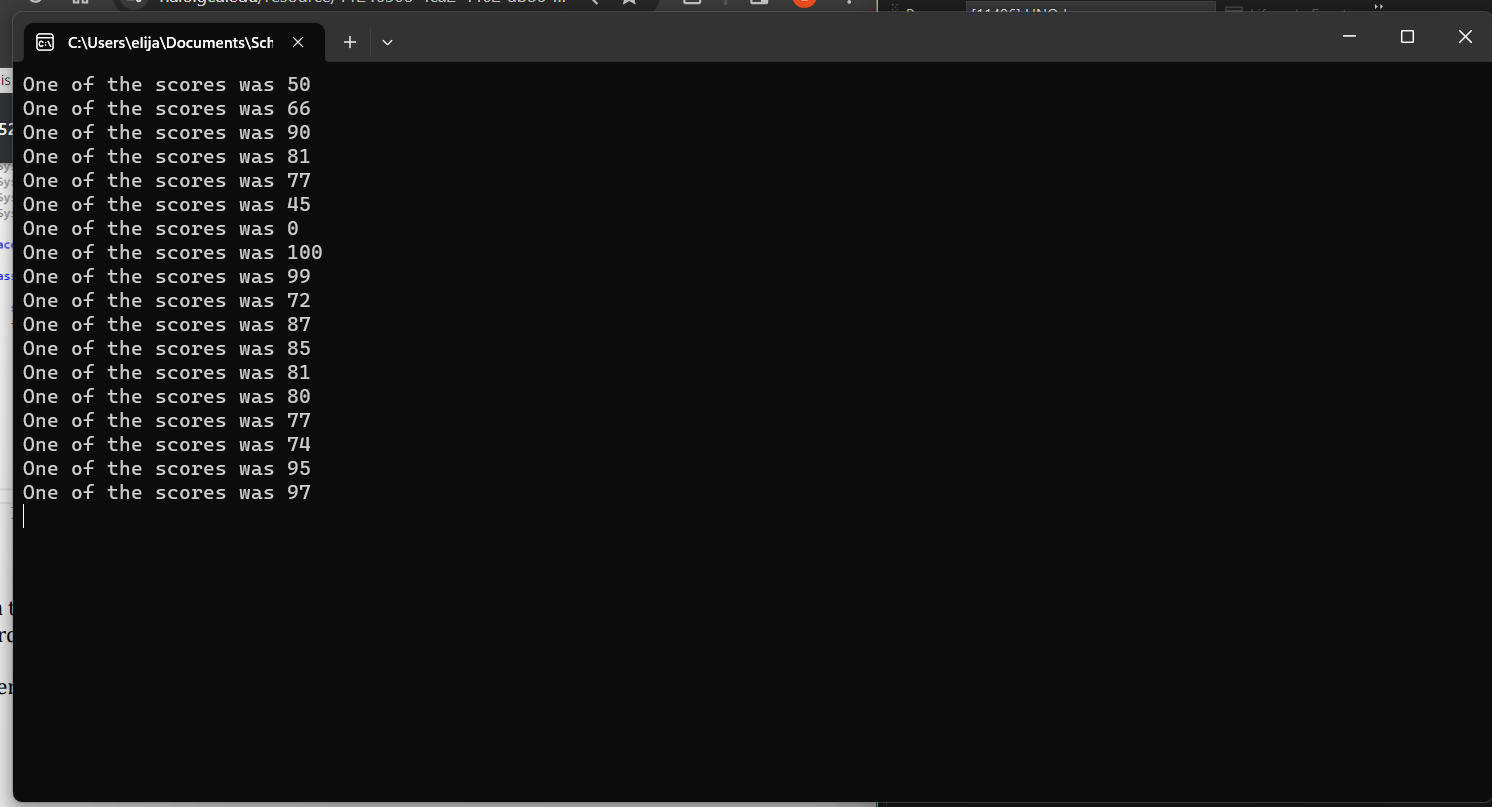 C:\Users\elija\Documents\Sch
One of the scores was 50
One of the scores was 66
One of the scores was 90
One of the scores was 81
One of the scores was 77
One of the scores was 45
One of the scores was 0
One of the scores was 100
One of the scores was 99
One of the scores was 72
One of the scores was 87
One of the scores was 85
One of the scores was 81
One of the scores was 80
One of the scores was 77
One of the scores was 74
One of the scores was 95
One of the scores was 97